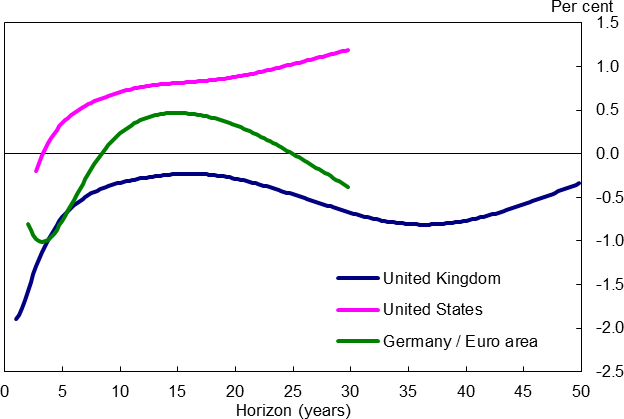 Per cent
1.5
1.0
0.5
0.0
-0.5
-1.0
-1.5
-2.0
-2.5
United Kingdom
United States
Germany / Euro area
0 5 10 15 20 25 30 35 40 45 50
Horizon (years)